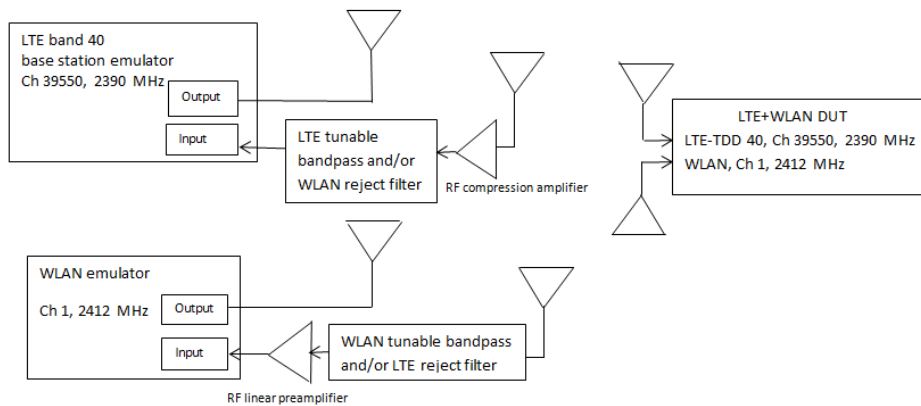 LTE band 40
base station emulator
Ch 39550, 2390 MHz
Output
Input
LTE tunable
bandpass and/or
WLAN reject filter
RF compression amplifier
LTE+WLAN DUT
LTE-TDD 40, Ch 39550, 2390 MHz
WLAN, Ch 1, 2412 MHz
WLAN emulator
Ch 1, 2412 MHz
Output
Input
WLAN tunable bandpass
and/or LTE reject filter
RF linear preamplifier